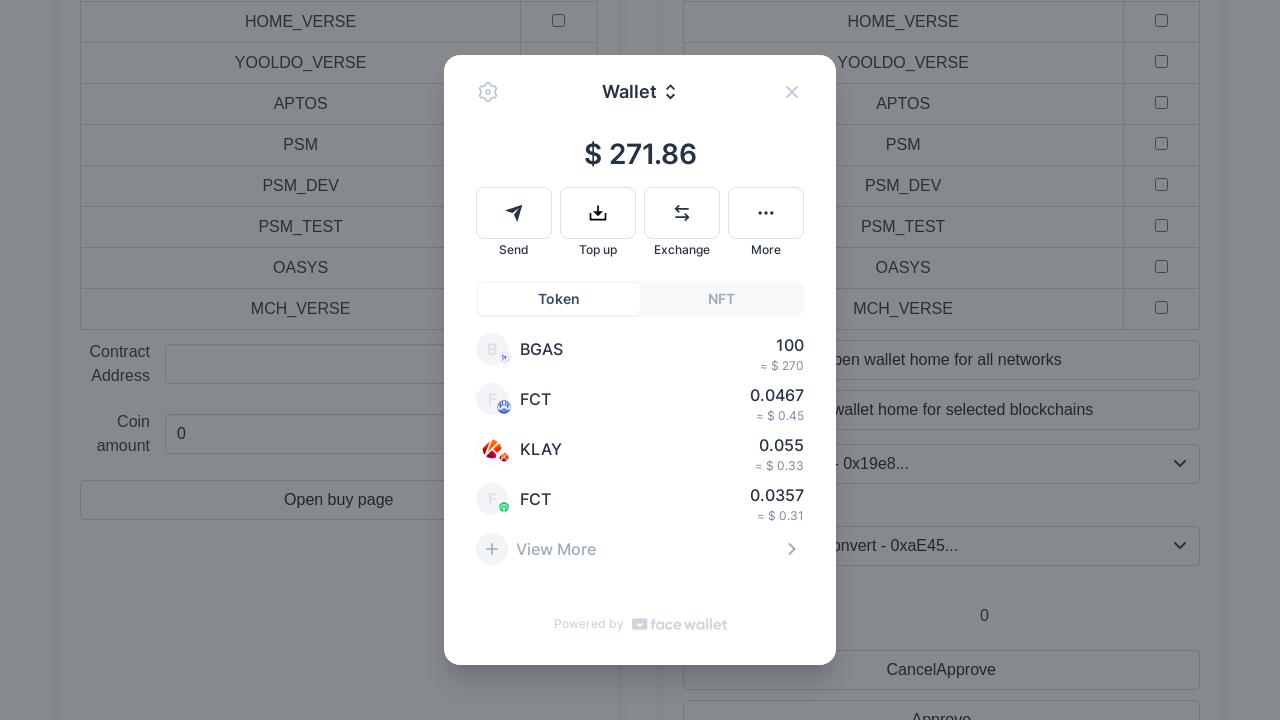 HOME_VERSE
YOOLDO_VERSE
APTOS
PSM
PSM_DEV
PSM_TEST
OASYS
MCH_VERSE
Contract
Address
Coin
amount
0
Open buy page
Wallet
$ 271.86
Send
Top up
Exchange
More
Token
NFT
B
BGAS
100
≈ $ 270
F
FCT
0.0467
≈ $ 0.45
KLAY
0.055
≈ $ 0.33
F
FCT
0.0357
≈ $ 0.31
View More
Powered by face wallet
HOME_VERSE
YOOLDO_VERSE
APTOS
PSM
PSM_DEV
PSM_TEST
OASYS
MCH_VERSE
pen wallet home for all networks
wallet home for selected blockchains
- 0x19e8...
onvert - 0xaE45...
0
CancelApprove
Approve